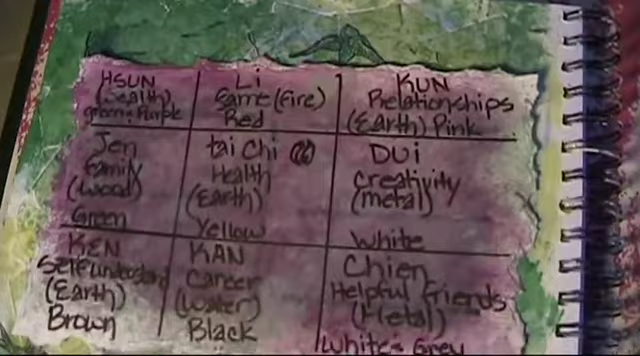 HSUN
(Wealth)
green + Purple
Li
Fame (Fire)
Red
KUN
Relationships
(Earth) Pink
Jen
Family
(Wood)
Green
tai chi
Health
(Earth)
Yellow
DUi
Creativity
(metal)
White
KEN
Self understand
(Earth)
Brown
KAN
Career
(Water)
Black
Chien
Helpful friends
(Metal)
White + Grey